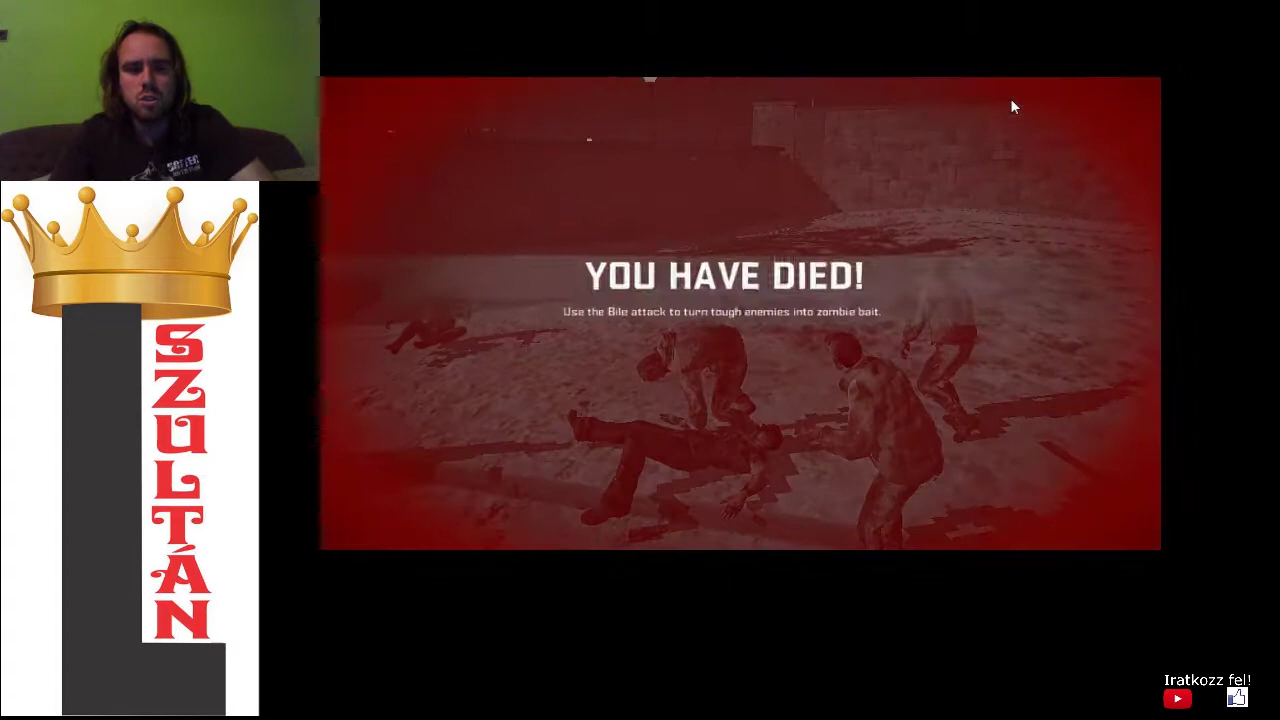 YOU HAVE DIED!
Use the Bile attack to turn tough enemies into zombie bait.
L
SZULTÁN
Iratkozz fel!